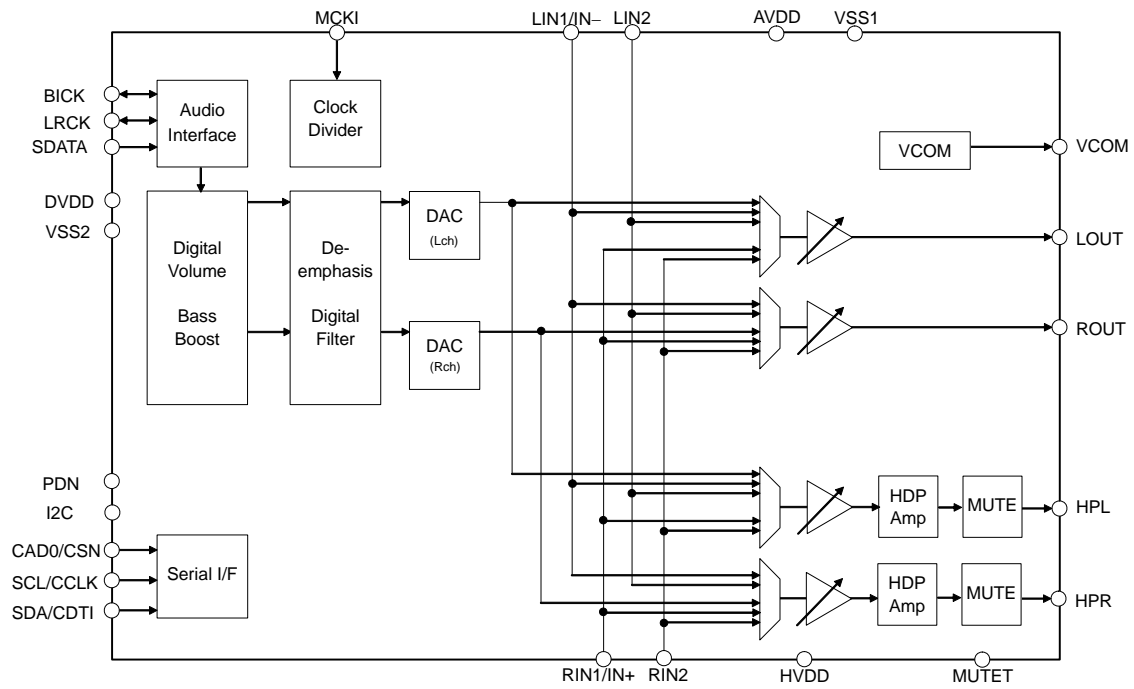 MCKI
LIN1/IN−
LIN2
AVDD
VSS1
BICK
LRCK
SDATA
Audio
Interface
Clock
Divider
VCOM
VCOM
DVDD
VSS2
Digital
Volume
Bass
Boost
De-
emphasis
Digital
Filter
DAC
(Lch)
DAC
(Rch)
LOUT
ROUT
PDN
I2C
CAD0/CSN
SCL/CCLK
SDA/CDTI
Serial I/F
HDP
Amp
MUTE
HPL
HDP
Amp
MUTE
HPR
RIN1/IN+
RIN2
HVDD
MUTET